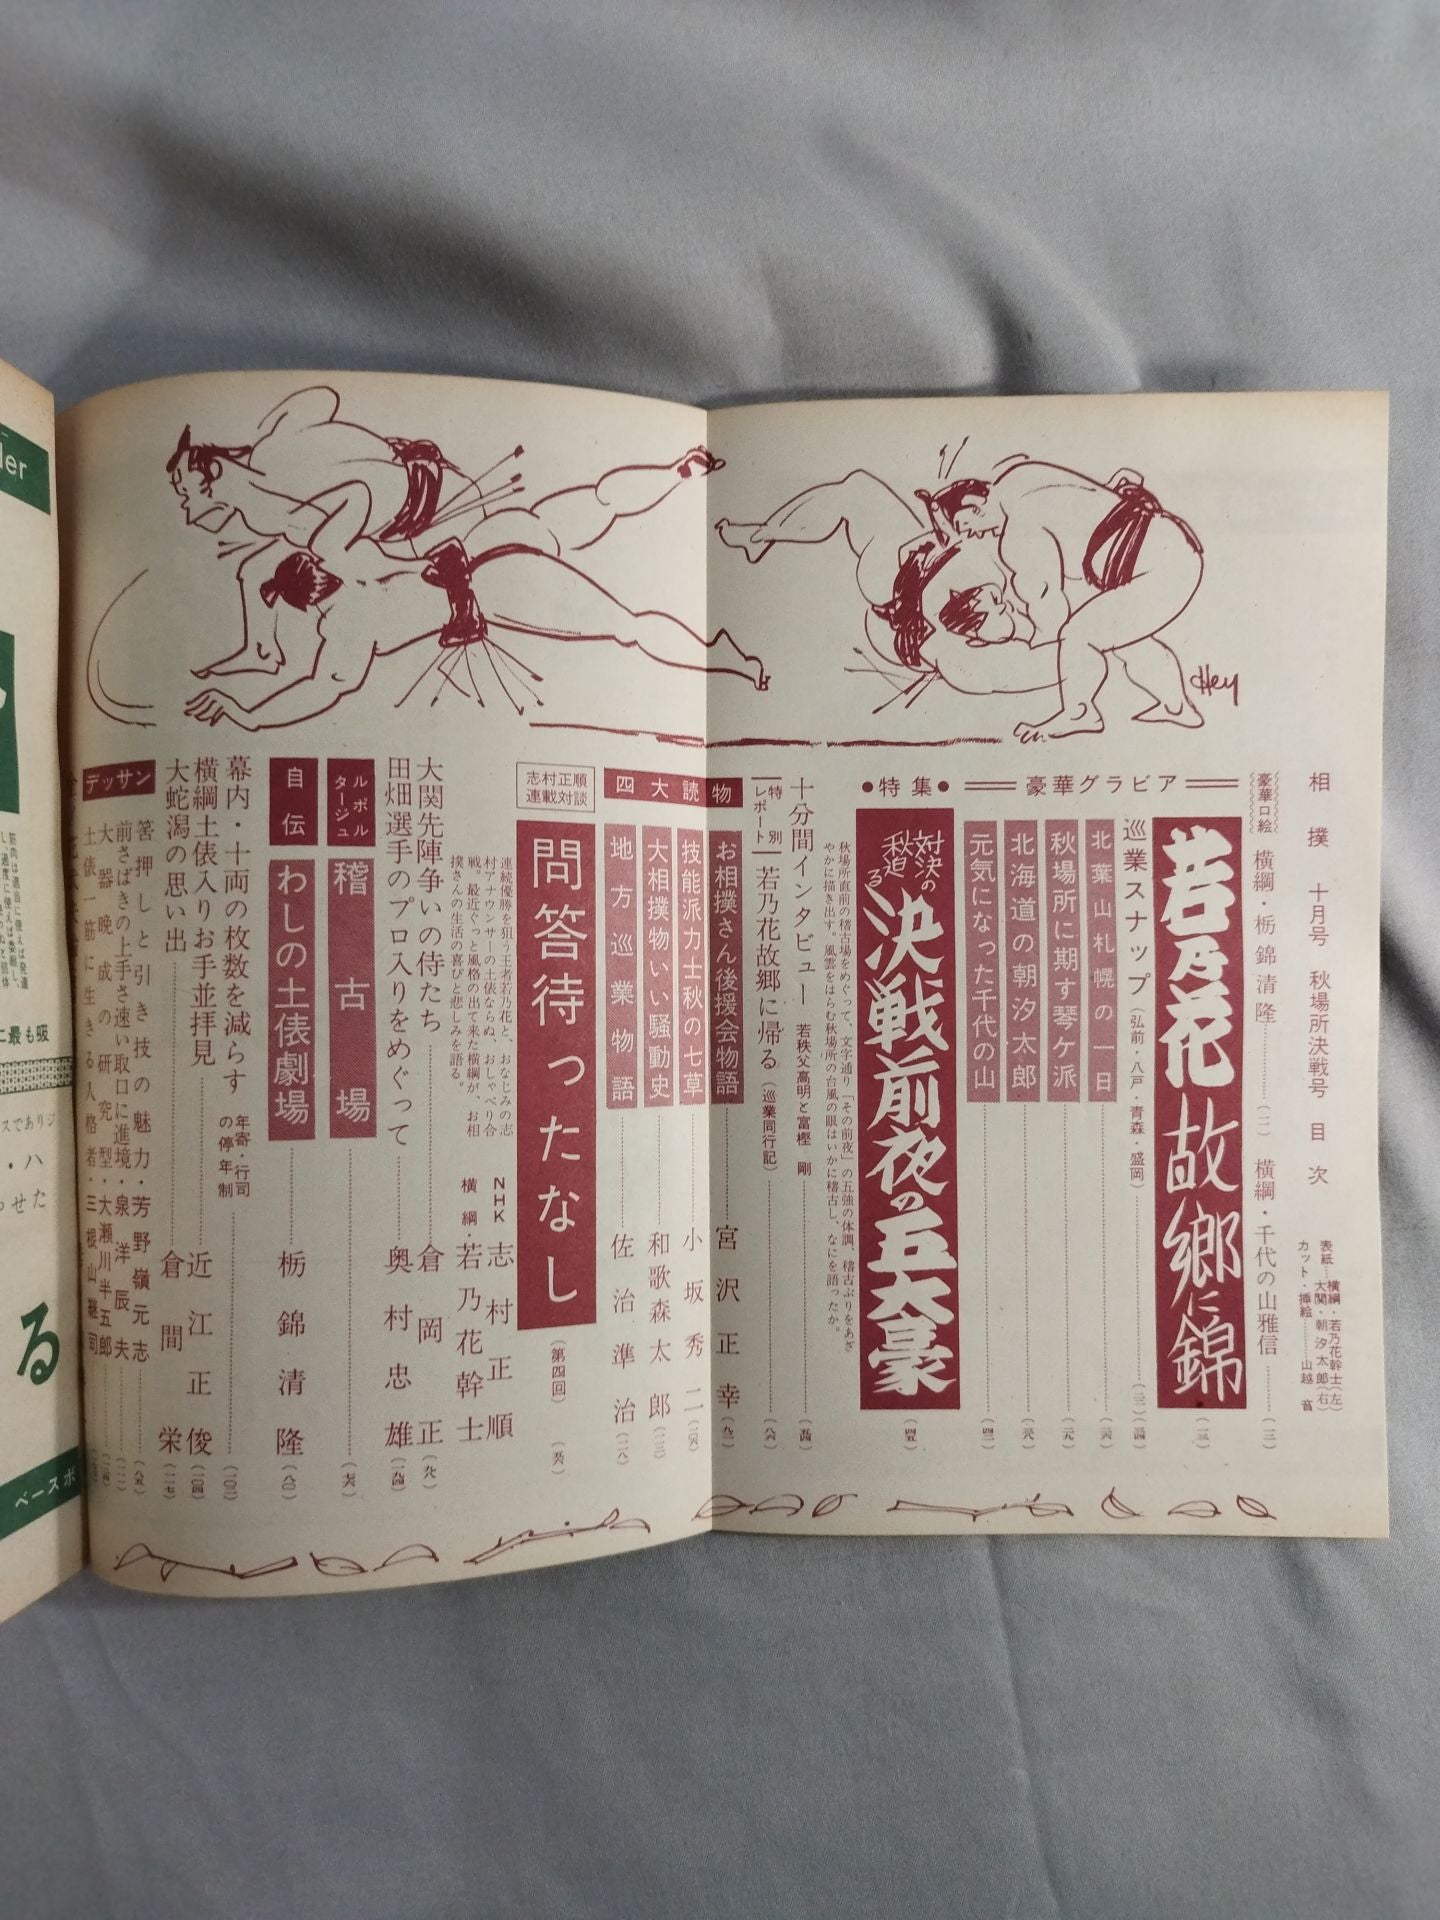 相撲 十月号 秋場所決戦号 目次
表紙…横綱・若乃花幹士(左)
大関・朝汐太郎(右)
カット・挿絵……山越 音
豪華口絵
横綱・栃錦清隆………(一一) 横綱・千代の山雅信………(三一)
豪華グラビア
若乃花故郷に錦
巡業スナップ(弘前・八戸・青森・盛岡)
北葉山札幌の一日
秋場所に期す琴ケ浜
北海道の朝汐太郎
元気になった千代の山
●特集●
対決の秋迫る
決戦前夜の五大豪
秋場所直前の稽古場をめぐって、文字通り「その前夜」の五強の体調、稽古ぶりをあざ
やかに描き出す。風雲をはらむ秋場所の台風の眼はいかに稽古し、なにを語ったか。
十分間インタビュー 若秩父高明と富樫 剛
特別レポート
若乃花故郷に帰る(巡業同行記)
四大読物
お相撲さん後援会物語 宮沢正幸
技能派力士秋の七草 小坂秀二
大相撲物いい騒動史 和歌森太郎
地方巡業物語 佐治準治
志村正順
連載対談
問答待ったなし(第四回)
連続優勝を狙う王者若乃花と、おなじみの志
村アナウンサーの土俵ならぬ、おしゃべり合
戦。最近ぐっと風格の出て来た横綱が、お相
撲さんの生活の喜びと悲しみを語る。
NHK 志村正順
横綱・若乃花幹士
大関先陣争いの侍たち 倉岡 正
田畑選手のプロ入りをめぐって 奥村忠雄
ルポルタージュ
稽古場
自伝
わしの土俵劇場 栃錦清隆
幕内・十両の枚数を減らす 年寄・行司の停年制
横綱土俵入りお手並拝見 近江正俊
大蛇潟の思い出 倉間 栄
デッサン
筈押しと引き技の魅力・芳野嶺元志
前さばきの上手さ速い取口に進境・泉洋辰夫
大器晩成の研究型・大瀬川半五郎
土俵一筋に生きる人格者・三根山継司
Hey
ler
に最も吸
スでありジ
・ハ
わせた
る
ベースボ